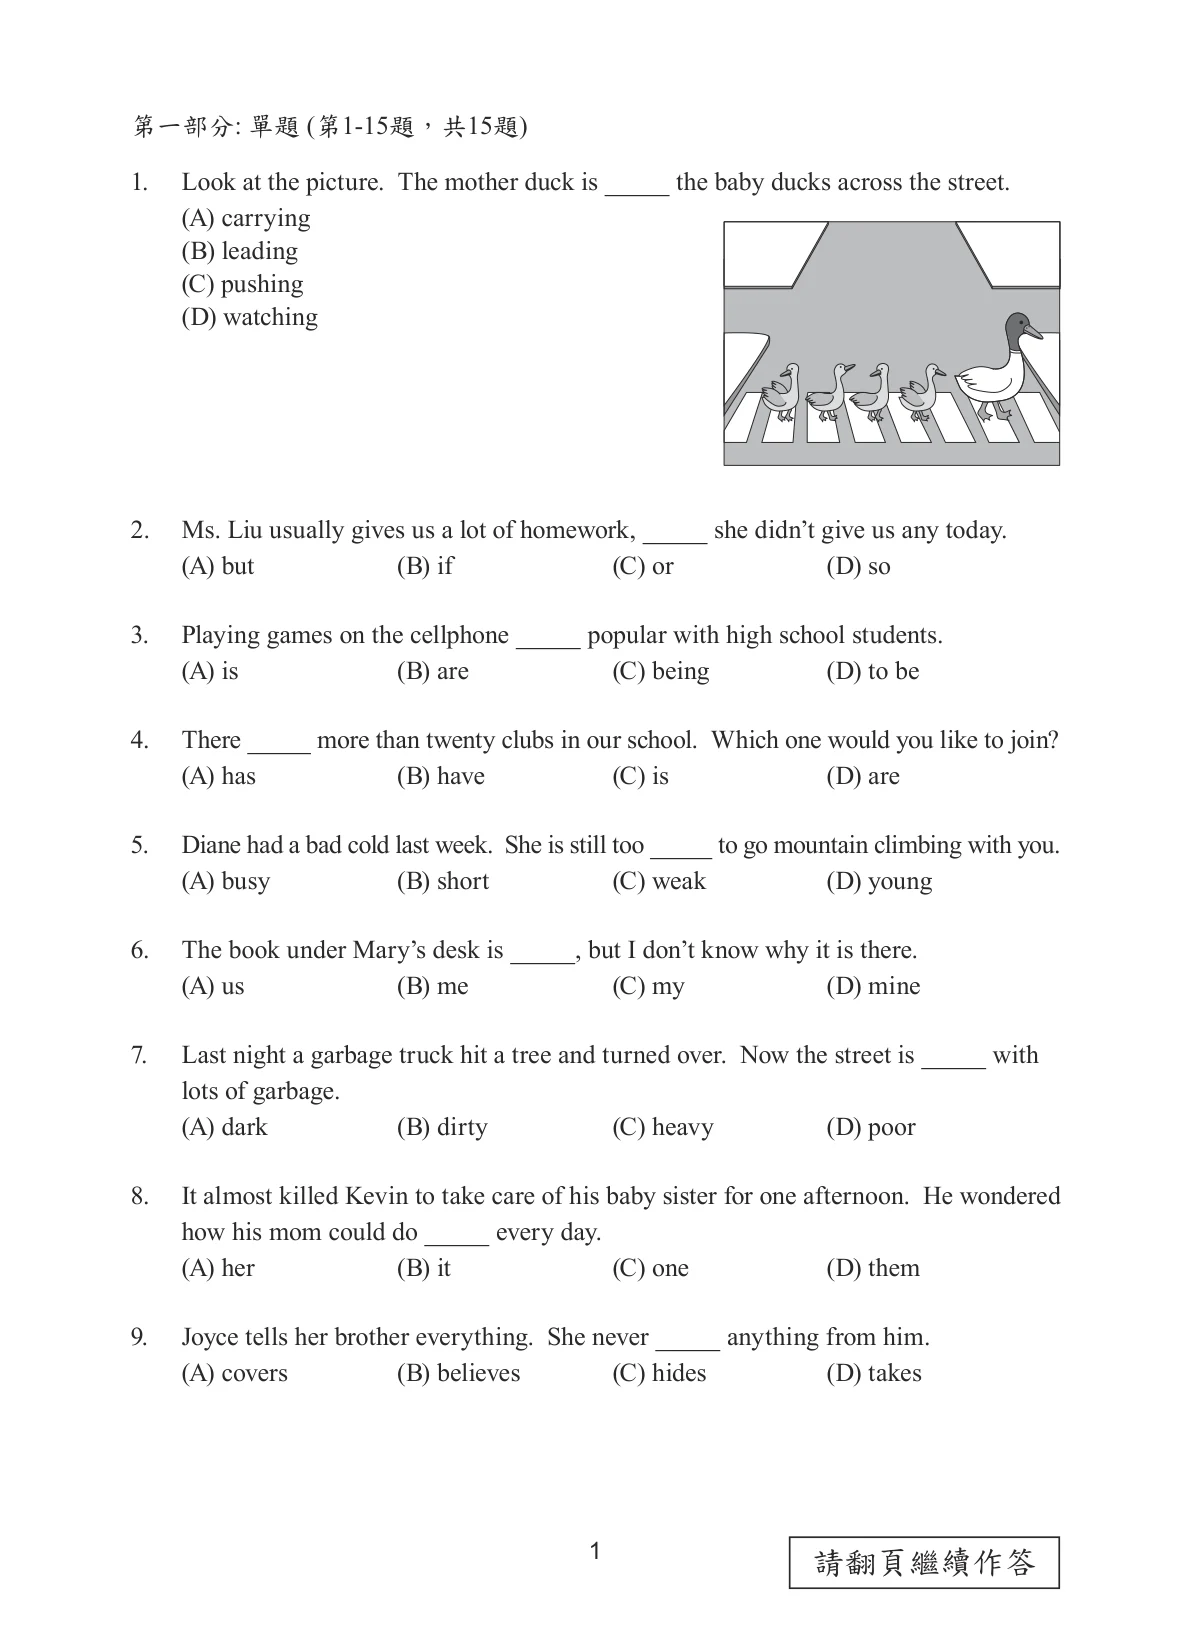 第一部分: 單題 (第1-15題，共15題)
1. Look at the picture. The mother duck is _____ the baby ducks across the street.
(A) carrying
(B) leading
(C) pushing
(D) watching
2. Ms. Liu usually gives us a lot of homework, _____ she didn’t give us any today.
(A) but (B) if (C) or (D) so
3. Playing games on the cellphone _____ popular with high school students.
(A) is (B) are (C) being (D) to be
4. There _____ more than twenty clubs in our school. Which one would you like to join?
(A) has (B) have (C) is (D) are
5. Diane had a bad cold last week. She is still too _____ to go mountain climbing with you.
(A) busy (B) short (C) weak (D) young
6. The book under Mary’s desk is _____, but I don’t know why it is there.
(A) us (B) me (C) my (D) mine
7. Last night a garbage truck hit a tree and turned over. Now the street is _____ with
lots of garbage.
(A) dark (B) dirty (C) heavy (D) poor
8. It almost killed Kevin to take care of his baby sister for one afternoon. He wondered
how his mom could do _____ every day.
(A) her (B) it (C) one (D) them
9. Joyce tells her brother everything. She never _____ anything from him.
(A) covers (B) believes (C) hides (D) takes
1
請翻頁繼續作答